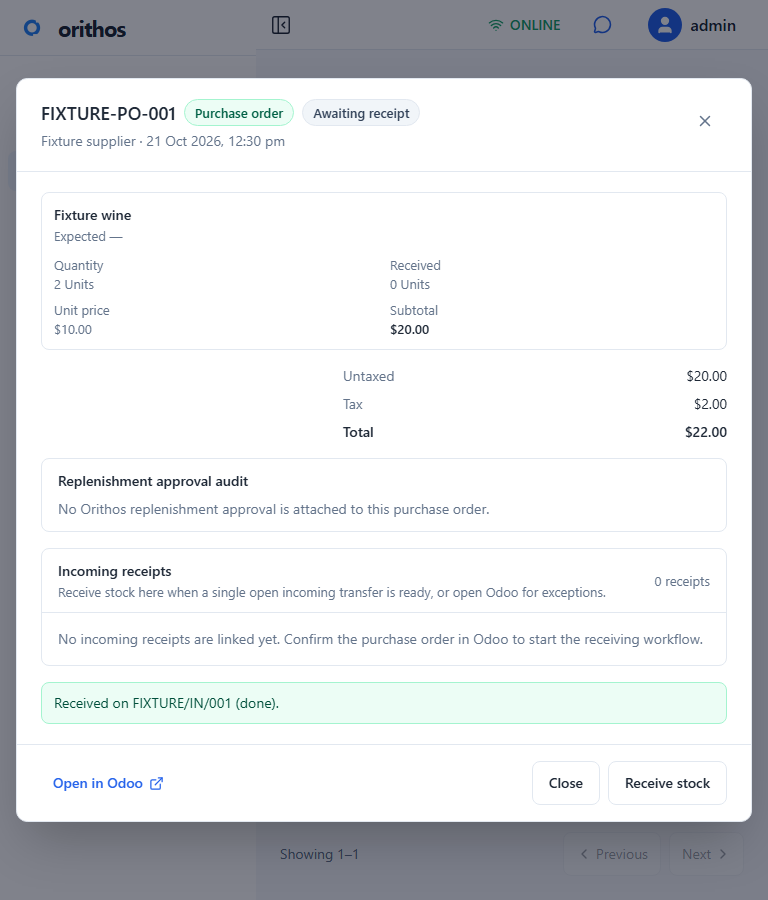 orithos
ONLINE
admin
FIXTURE-PO-001 Purchase order Awaiting receipt
Fixture supplier · 21 Oct 2026, 12:30 pm
Fixture wine
Expected —
Quantity Received
2 Units 0 Units
Unit price Subtotal
$10.00 $20.00
Untaxed $20.00
Tax $2.00
Total $22.00
Replenishment approval audit
No Orithos replenishment approval is attached to this purchase order.
Incoming receipts
Receive stock here when a single open incoming transfer is ready, or open Odoo for exceptions.
0 receipts
No incoming receipts are linked yet. Confirm the purchase order in Odoo to start the receiving workflow.
Received on FIXTURE/IN/001 (done).
Open in Odoo Close Receive stock
Showing 1–1 Previous Next